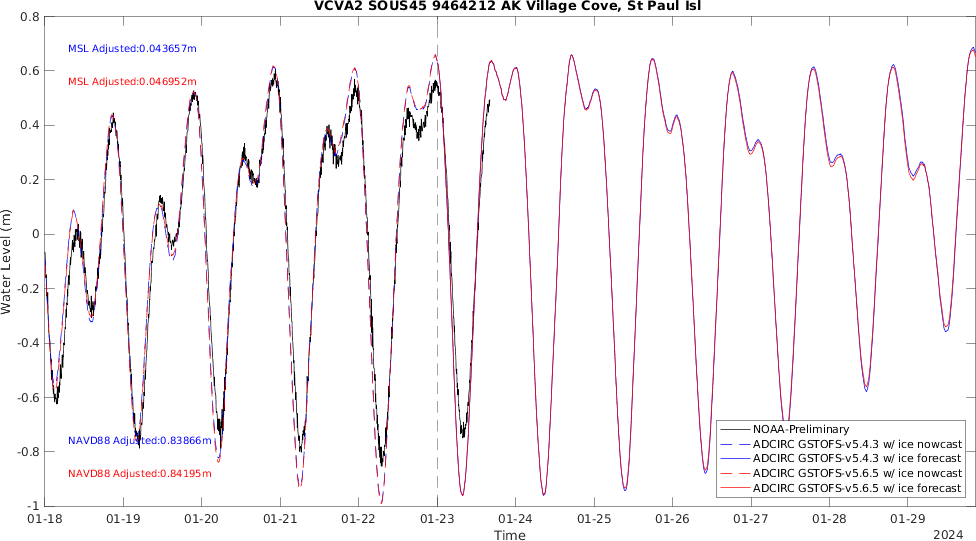 VCVA2 SOUS45 9464212 AK Village Cove, St Paul Isl
0.8
0.6
0.4
0.2
0
-0.2
-0.4
-0.6
-0.8
-1
Water Level (m)
MSL Adjusted:0.043657m
MSL Adjusted:0.046952m
NAVD88 Adjusted:0.83866m
NAVD88 Adjusted:0.84195m
NOAA-Preliminary
ADCIRC GSTOFS-v5.4.3 w/ ice nowcast
ADCIRC GSTOFS-v5.4.3 w/ ice forecast
ADCIRC GSTOFS-v5.6.5 w/ ice nowcast
ADCIRC GSTOFS-v5.6.5 w/ ice forecast
01-18 01-19 01-20 01-21 01-22 01-23 01-24 01-25 01-26 01-27 01-28 01-29
Time
2024